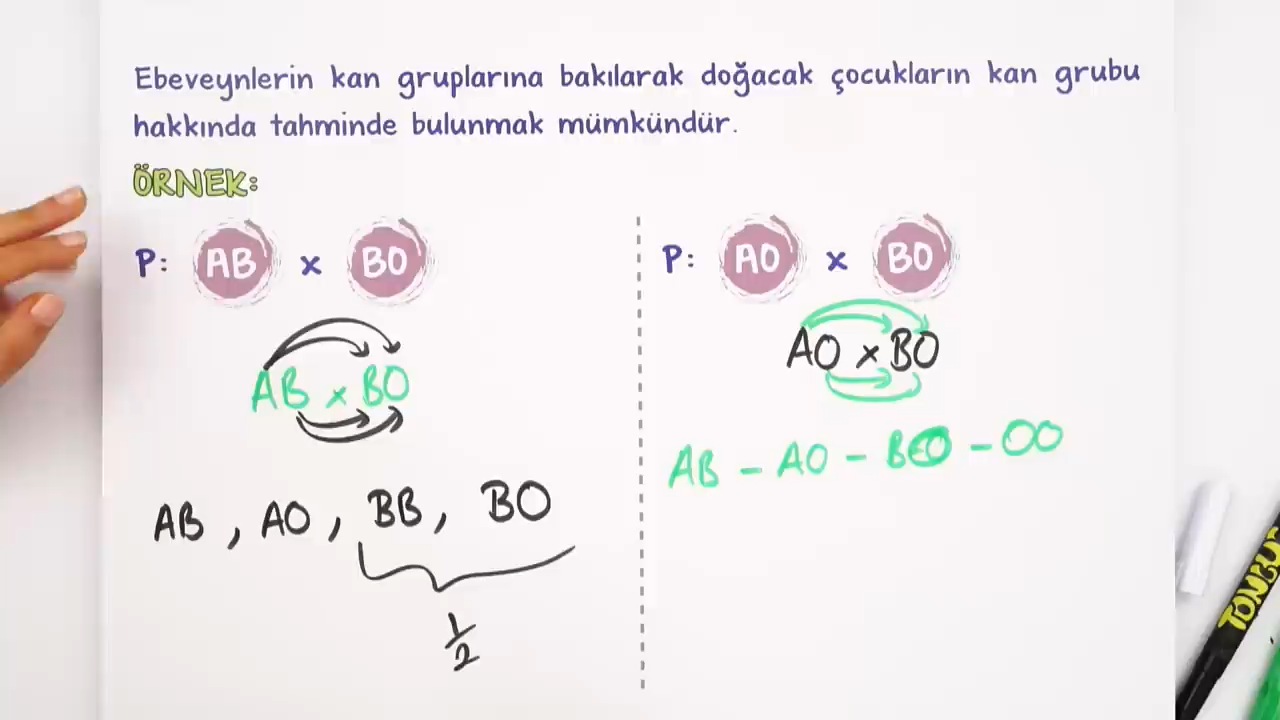 Ebeveynlerin kan gruplarına bakılarak doğacak çocukların kan grubu
hakkında tahminde bulunmak mümkündür.
ÖRNEK:
P: AB x BO
AB x BO
AB , AO , BB , BO
1/2
P: AO x BO
AO x BO
AB - AO - BO - OO